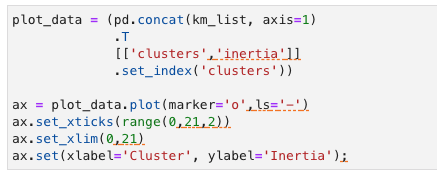 plot_data = (pd.concat(km_list, axis=1)
.T
[['clusters','inertia']]
.set_index('clusters'))
ax = plot_data.plot(marker='o',ls='-')
ax.set_xticks(range(0,21,2))
ax.set_xlim(0,21)
ax.set(xlabel='Cluster', ylabel='Inertia');